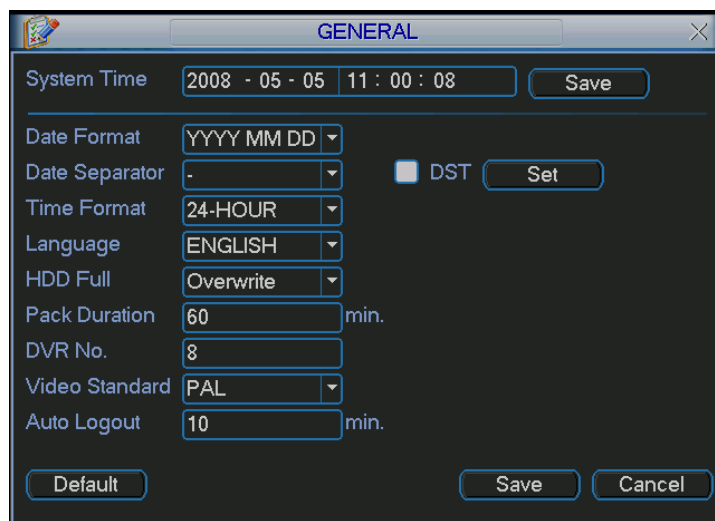 GENERAL
System Time 2008 - 05 - 05 11 : 00 : 08 Save
Date Format YYYY MM DD
Date Separator - DST Set
Time Format 24-HOUR
Language ENGLISH
HDD Full Overwrite
Pack Duration 60 min.
DVR No. 8
Video Standard PAL
Auto Logout 10 min.
Default Save Cancel